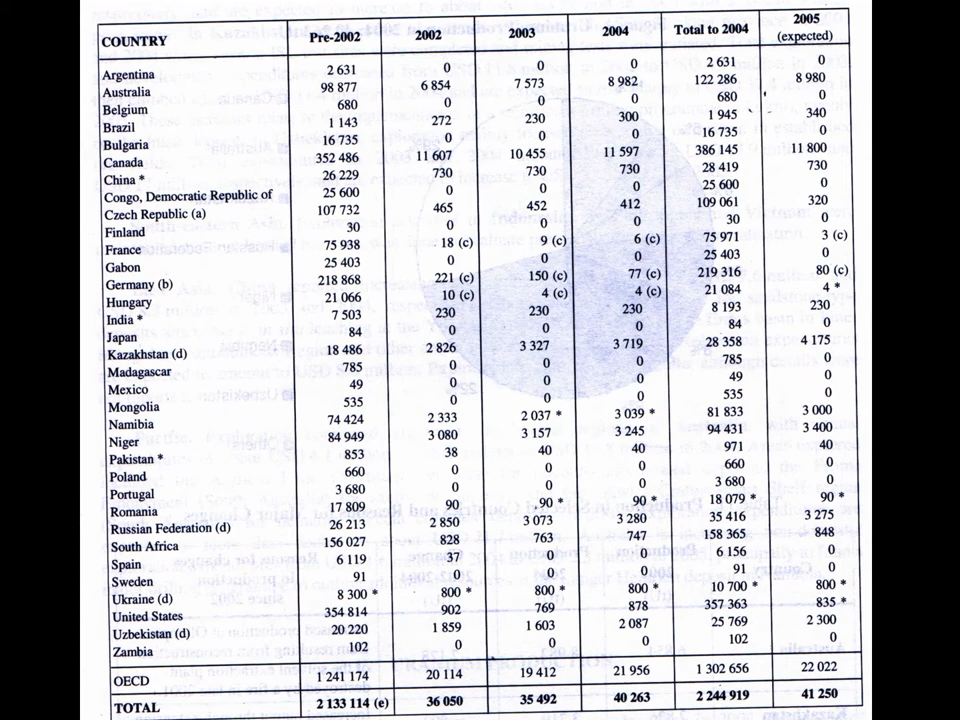 COUNTRY Pre-2002 2002 2003 2004 Total to 2004 2005 (expected)
Argentina 2 631 0 0 0 2 631 0
Australia 98 877 6 854 7 573 8 982 122 286 8 980
Belgium 680 0 0 0 680 0
Brazil 1 143 272 230 300 1 945 340
Bulgaria 16 735 0 0 0 16 735 0
Canada 352 486 11 607 10 455 11 597 386 145 11 800
China * 26 229 730 730 730 28 419 730
Congo, Democratic Republic of 25 600 0 0 0 25 600 0
Czech Republic (a) 107 732 465 452 412 109 061 320
Finland 30 0 0 0 30 0
France 75 938 18 (c) 9 (c) 6 (c) 75 971 3 (c)
Gabon 25 403 0 0 0 25 403 0
Germany (b) 218 868 221 (c) 150 (c) 77 (c) 219 316 80 (c)
Hungary 21 066 10 (c) 4 (c) 4 (c) 21 084 4 *
India * 7 503 230 230 230 8 193 230
Japan 84 0 0 0 84 0
Kazakhstan (d) 18 486 2 826 3 327 3 719 28 358 4 175
Madagascar 785 0 0 0 785 0
Mexico 49 0 0 0 49 0
Mongolia 535 0 0 0 535 0
Namibia 74 424 2 333 2 037 * 3 039 * 81 833 3 000
Niger 84 949 3 080 3 157 3 245 94 431 3 400
Pakistan * 853 38 40 40 971 40
Poland 660 0 0 0 660 0
Portugal 3 680 0 0 0 3 680 0
Romania 17 809 90 90 * 90 * 18 079 * 90 *
Russian Federation (d) 26 213 2 850 3 073 3 280 35 416 3 275
South Africa 156 027 828 763 747 158 365 848
Spain 6 119 37 0 0 6 156 0
Sweden 91 0 0 0 91 0
Ukraine (d) 8 300 * 800 * 800 * 800 * 10 700 * 800 *
United States 354 814 902 769 878 357 363 835 *
Uzbekistan (d) 20 220 1 859 1 603 2 087 25 769 2 300
Zambia 102 0 0 0 102 0
OECD 1 241 174 20 114 19 412 21 956 1 302 656 22 022
TOTAL 2 133 114 (e) 36 050 35 492 40 263 2 244 919 41 250